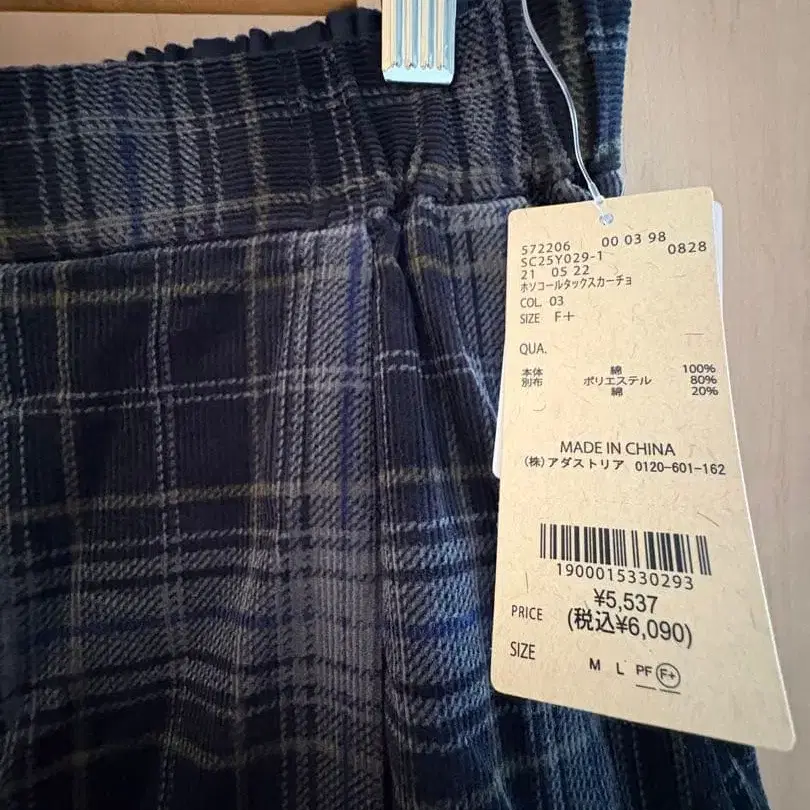 572206 00 03 98
SC25Y029-1 0828
21 05 22
ホソコールタックスカーチョ
COL. 03
SIZE F+
QUA.
本体 綿 100%
別布 ポリエステル 80%
綿 20%
MADE IN CHINA
(株)アダストリア 0120-601-162
1900015330293
¥5,537
PRICE (税込¥6,090)
SIZE M L PF F+